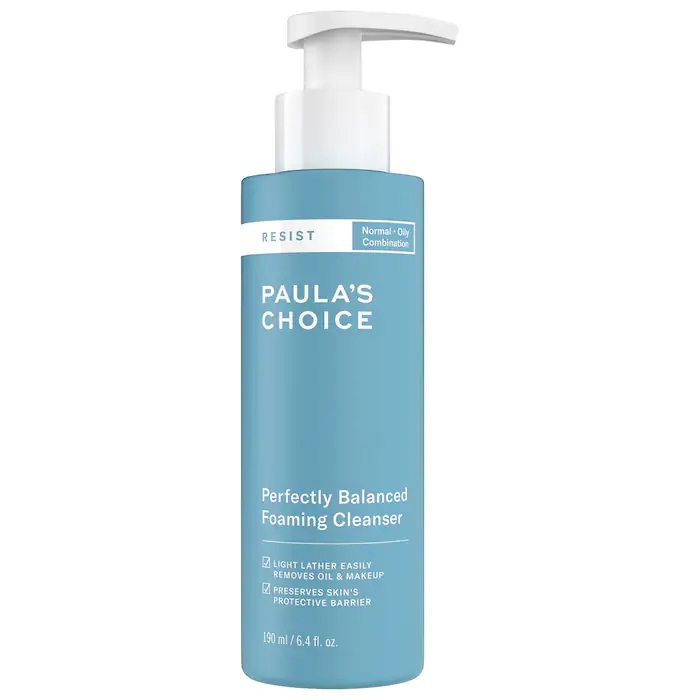 RESIST
Normal • Oily
Combination
PAULA'S
CHOICE
Perfectly Balanced
Foaming Cleanser
☑ LIGHT LATHER EASILY
REMOVES OIL & MAKEUP
☑ PRESERVES SKIN'S
PROTECTIVE BARRIER
190 ml / 6.4 fl. oz.